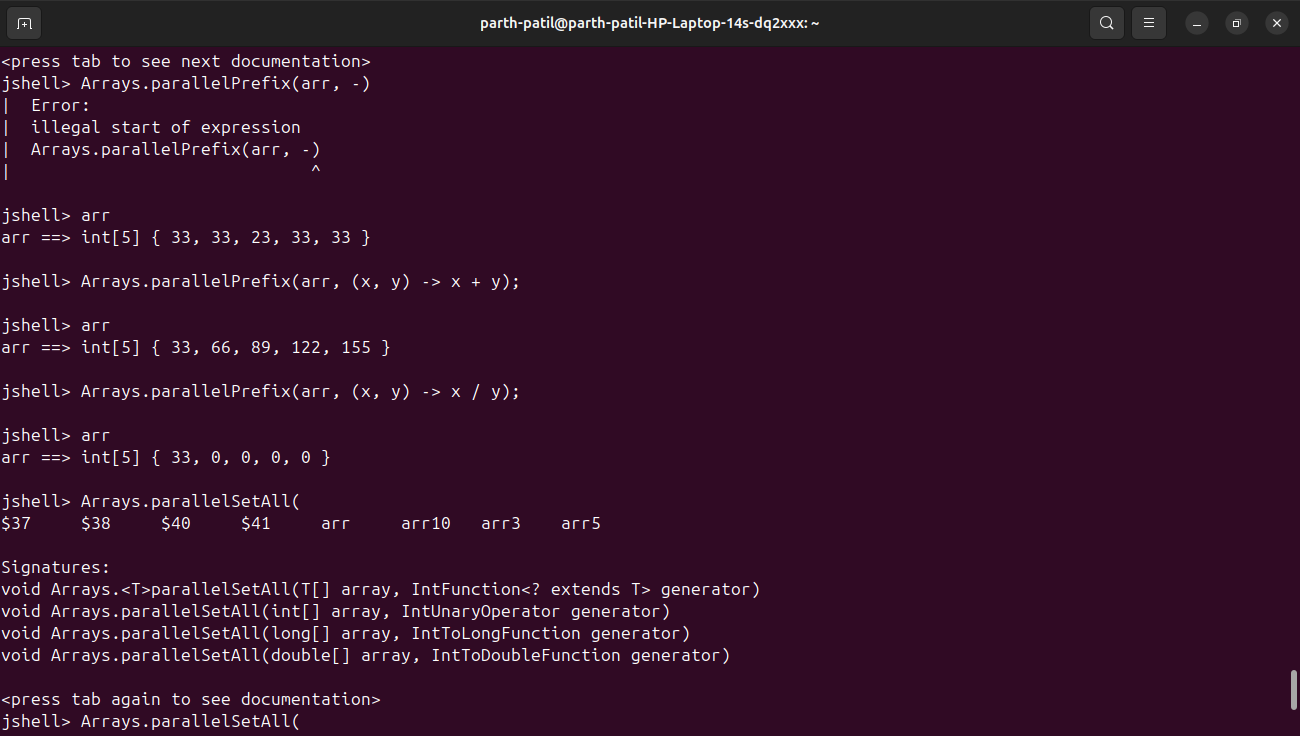 parth-patil@parth-patil-HP-Laptop-14s-dq2xxx: ~
<press tab to see next documentation>
jshell> Arrays.parallelPrefix(arr, -)
|  Error:
|  illegal start of expression
|  Arrays.parallelPrefix(arr, -)
|                              ^
jshell> arr
arr ==> int[5] { 33, 33, 23, 33, 33 }
jshell> Arrays.parallelPrefix(arr, (x, y) -> x + y);
jshell> arr
arr ==> int[5] { 33, 66, 89, 122, 155 }
jshell> Arrays.parallelPrefix(arr, (x, y) -> x / y);
jshell> arr
arr ==> int[5] { 33, 0, 0, 0, 0 }
jshell> Arrays.parallelSetAll(
$37     $38     $40     $41     arr     arr10   arr3    arr5
Signatures:
void Arrays.<T>parallelSetAll(T[] array, IntFunction<? extends T> generator)
void Arrays.parallelSetAll(int[] array, IntUnaryOperator generator)
void Arrays.parallelSetAll(long[] array, IntToLongFunction generator)
void Arrays.parallelSetAll(double[] array, IntToDoubleFunction generator)
<press tab again to see documentation>
jshell> Arrays.parallelSetAll(